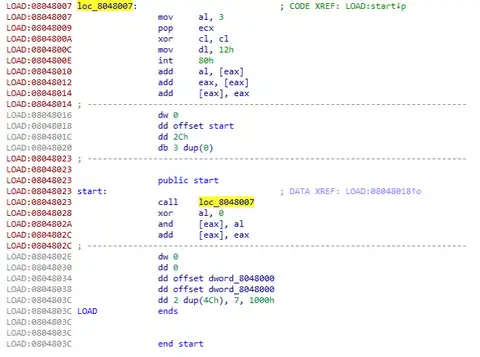 LOAD:08048007 loc_8048007: ; CODE XREF: LOAD:start↓p
LOAD:08048007 mov al, 3
LOAD:08048009 pop ecx
LOAD:0804800A xor cl, cl
LOAD:0804800C mov dl, 12h
LOAD:0804800E int 80h
LOAD:08048010 add al, [eax]
LOAD:08048012 add eax, [eax]
LOAD:08048014 add [eax], eax
LOAD:08048014 ; ---------------------------------------------------------------------------
LOAD:08048016 dw 0
LOAD:08048018 dd offset start
LOAD:0804801C dd 2Ch
LOAD:08048020 db 3 dup(0)
LOAD:08048023 ; ---------------------------------------------------------------------------
LOAD:08048023
LOAD:08048023 public start
LOAD:08048023 start: ; DATA XREF: LOAD:08048018↑o
LOAD:08048023 call loc_8048007
LOAD:08048028 xor al, 0
LOAD:0804802A and [eax], al
LOAD:0804802C add [eax], eax
LOAD:0804802C ; ---------------------------------------------------------------------------
LOAD:0804802E dw 0
LOAD:08048030 dd 0
LOAD:08048034 dd offset dword_8048000
LOAD:08048038 dd offset dword_8048000
LOAD:0804803C dd 2 dup(4Ch), 7, 1000h
LOAD:0804803C LOAD ends
LOAD:0804803C
LOAD:0804803C
LOAD:0804803C end start